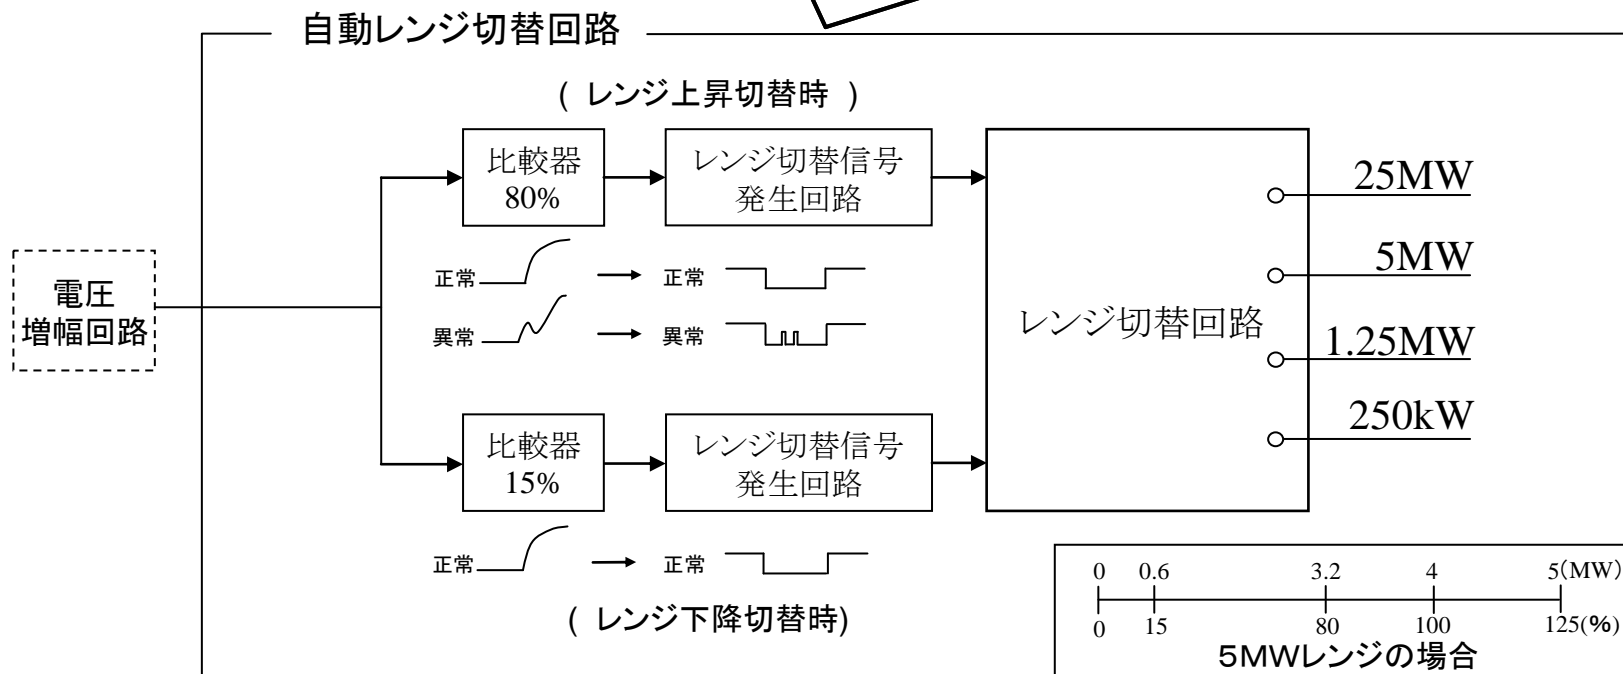 自動レンジ切替回路
( レンジ上昇切替時 )
比較器
80%
レンジ切替信号
発生回路
正常
正常
異常
異常
電圧
増幅回路
比較器
15%
レンジ切替信号
発生回路
正常
正常
( レンジ下降切替時)
レンジ切替回路
25MW
5MW
1.25MW
250kW
0 0.6 3.2 4 5(MW)
0 15 80 100 125(%)
5MWレンジの場合